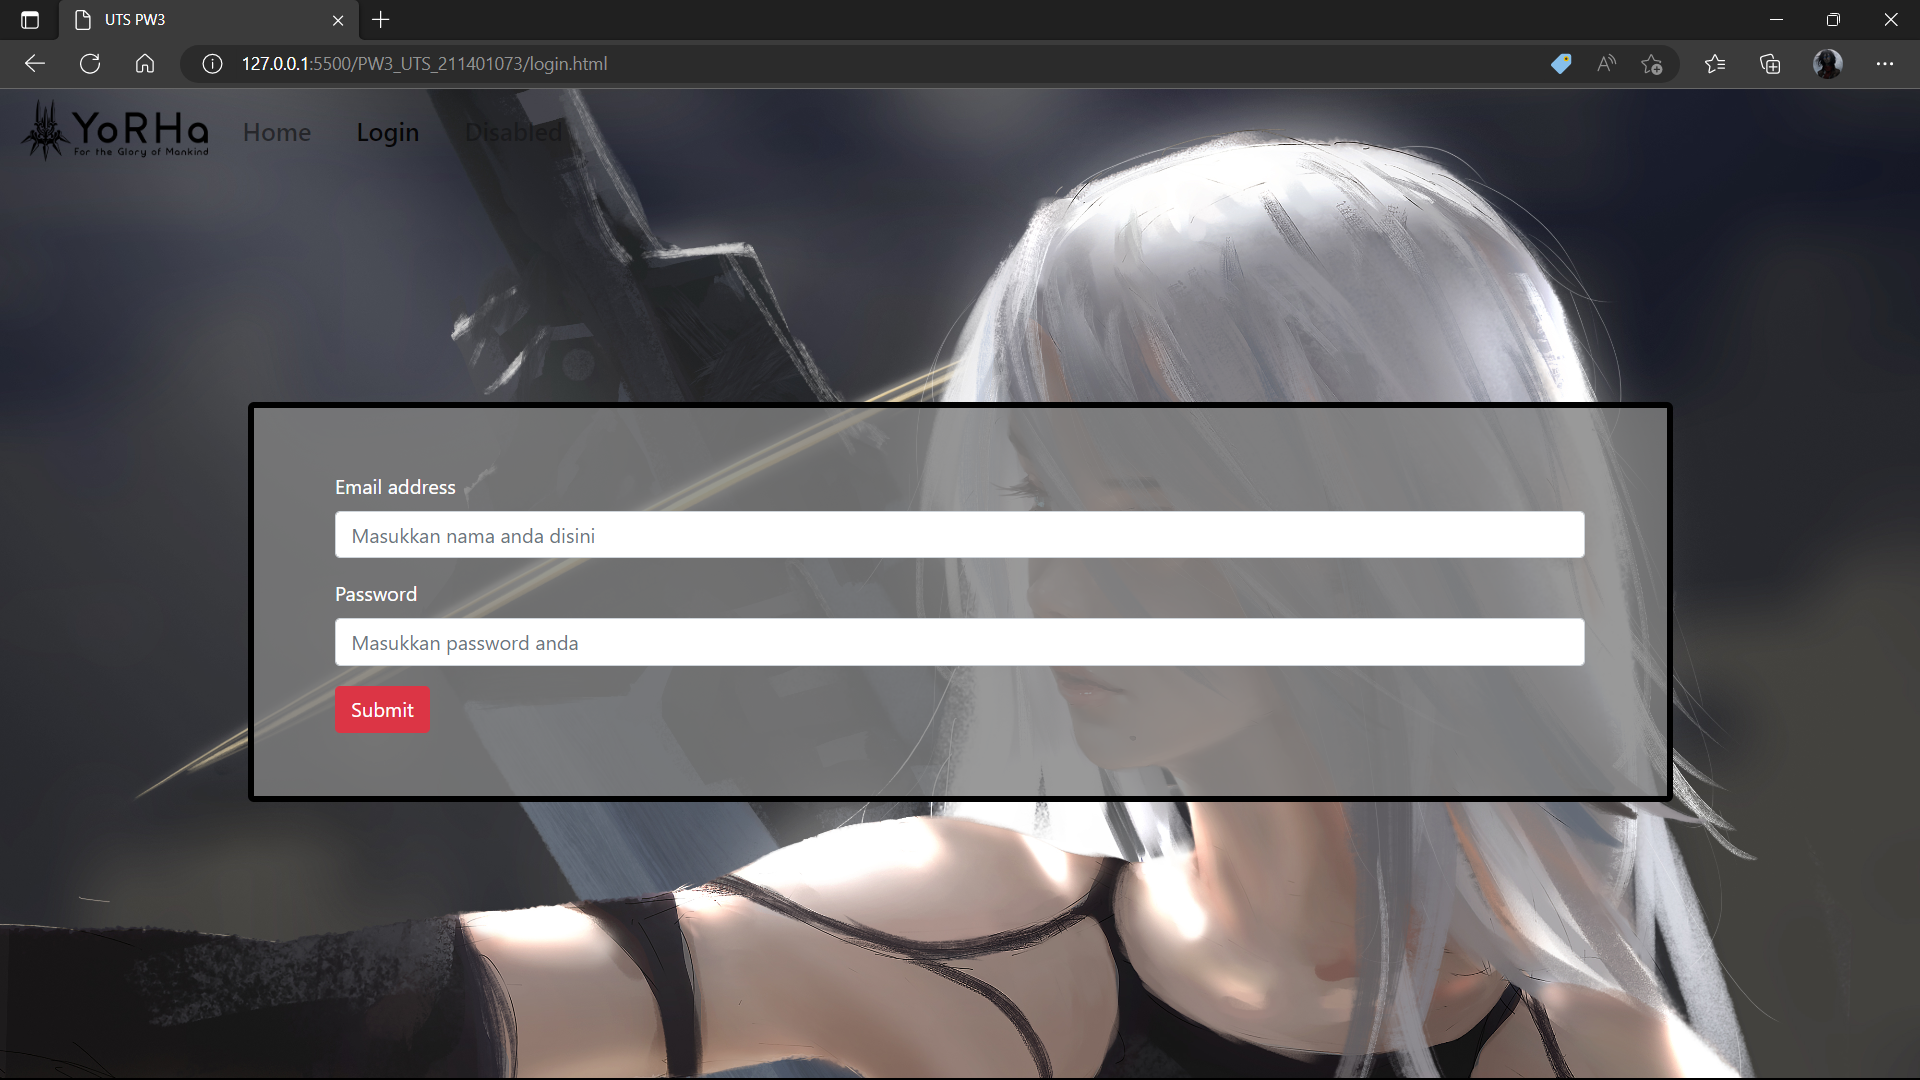 UTS PW3
127.0.0.1:5500/PW3_UTS_211401073/login.html
YoRHa
For the Glory of Mankind
Home
Login
Disabled
Email address
Masukkan nama anda disini
Password
Masukkan password anda
Submit